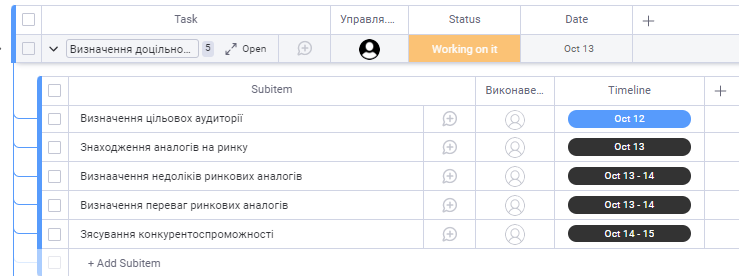 Task Управля.... Status Date
Визначення доцільно... 5 Open Working on it Oct 13
Subitem Виконаве... Timeline
Визначення цільовох аудиторії Oct 12
Знаходження аналогів на ринку Oct 13
Визнаачення недоліків ринкових аналогів Oct 13 - 14
Визначення переваг ринкових аналогів Oct 13 - 14
Зясування конкурентоспроможності Oct 14 - 15
+ Add Subitem